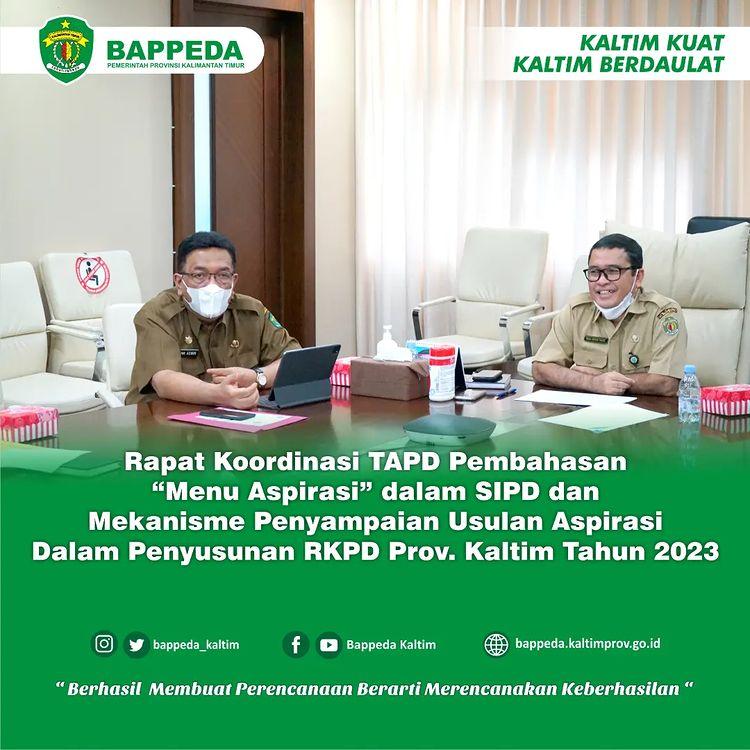 BAPPEDA
PEMERINTAH PROVINSI KALIMANTAN TIMUR
KALTIM KUAT
KALTIM BERDAULAT
Rapat Koordinasi TAPD Pembahasan
“Menu Aspirasi” dalam SIPD dan
Mekanisme Penyampaian Usulan Aspirasi
Dalam Penyusunan RKPD Prov. Kaltim Tahun 2023
bappeda_kaltim
Bappeda Kaltim
bappeda.kaltimprov.go.id
“ Berhasil Membuat Perencanaan Berarti Merencanakan Keberhasilan “